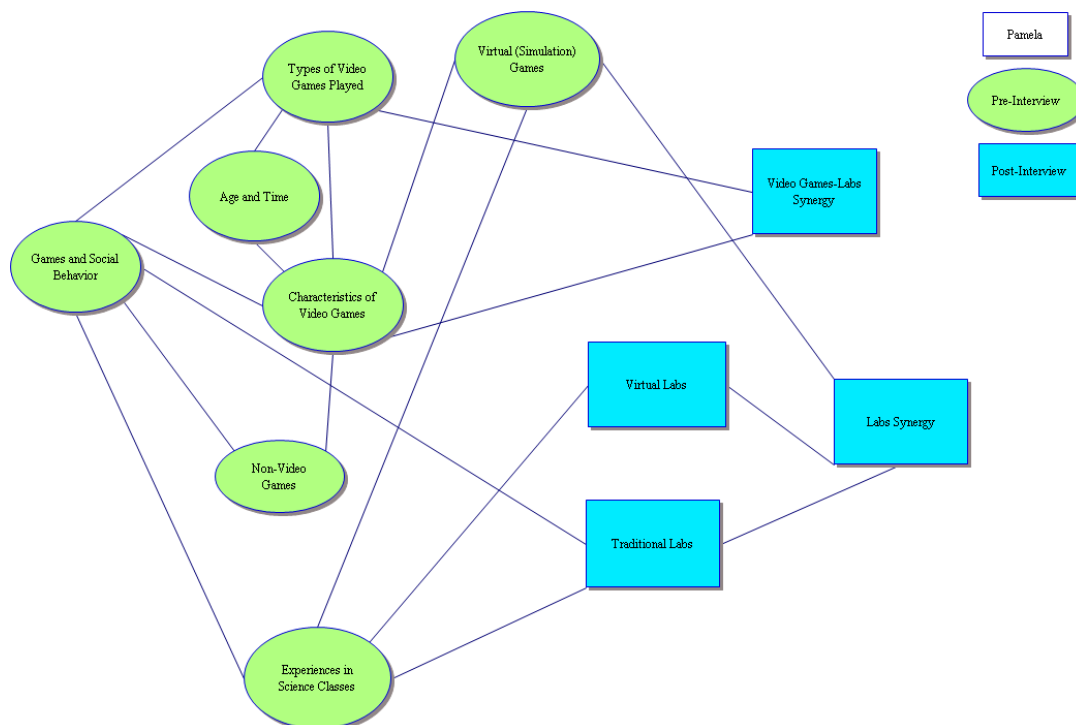 Types of Video
Games Played
Virtual (Simulation)
Games
Pamela
Pre-Interview
Post-Interview
Age and Time
Video Games-Labs
Synergy
Games and Social
Behavior
Characteristics of
Video Games
Virtual Labs
Labs Synergy
Non-Video
Games
Traditional Labs
Experiences in
Science Classes